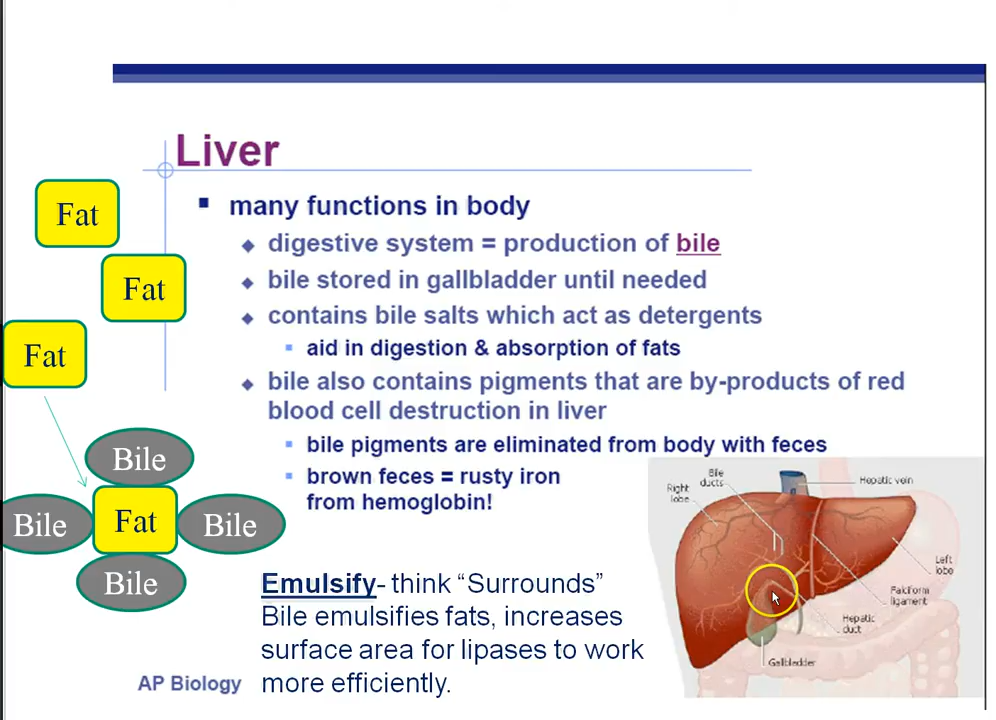 Liver
many functions in body
digestive system = production of bile
bile stored in gallbladder until needed
contains bile salts which act as detergents
aid in digestion & absorption of fats
bile also contains pigments that are by-products of red
blood cell destruction in liver
bile pigments are eliminated from body with feces
brown feces = rusty iron
from hemoglobin!
Fat
Fat
Fat
Bile
Bile
Fat
Bile
Bile
Emulsify- think “Surrounds”
Bile emulsifies fats, increases
surface area for lipases to work
more efficiently.
AP Biology
Bile
ducts
Right
lobe
Hepatic vein
Left
lobe
Falciform
ligament
Hepatic
duct
Gallbladder